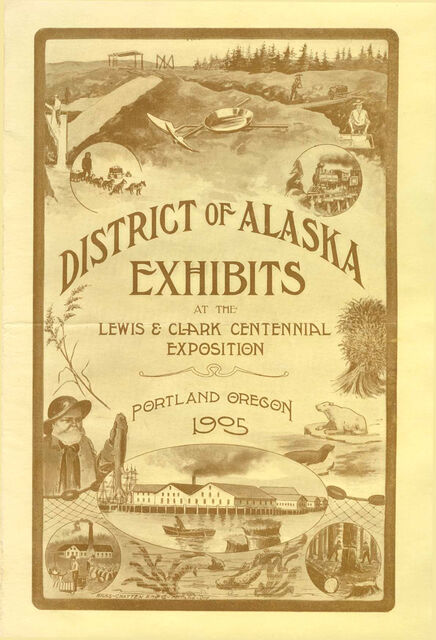 DISTRICT OF ALASKA
EXHIBITS
AT THE
LEWIS & CLARK CENTENNIAL
EXPOSITION
PORTLAND OREGON
1905